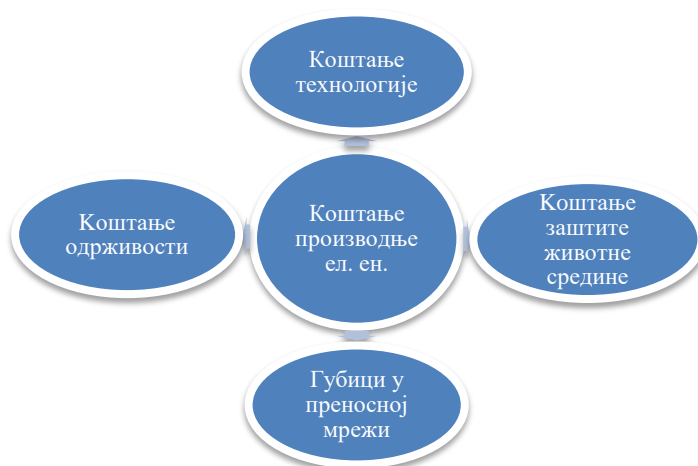 Коштање
технологије
Коштање
одрживости
Коштање
производње
ел. ен.
Коштање
заштите
животне
средине
Губици у
преносној
мрежи